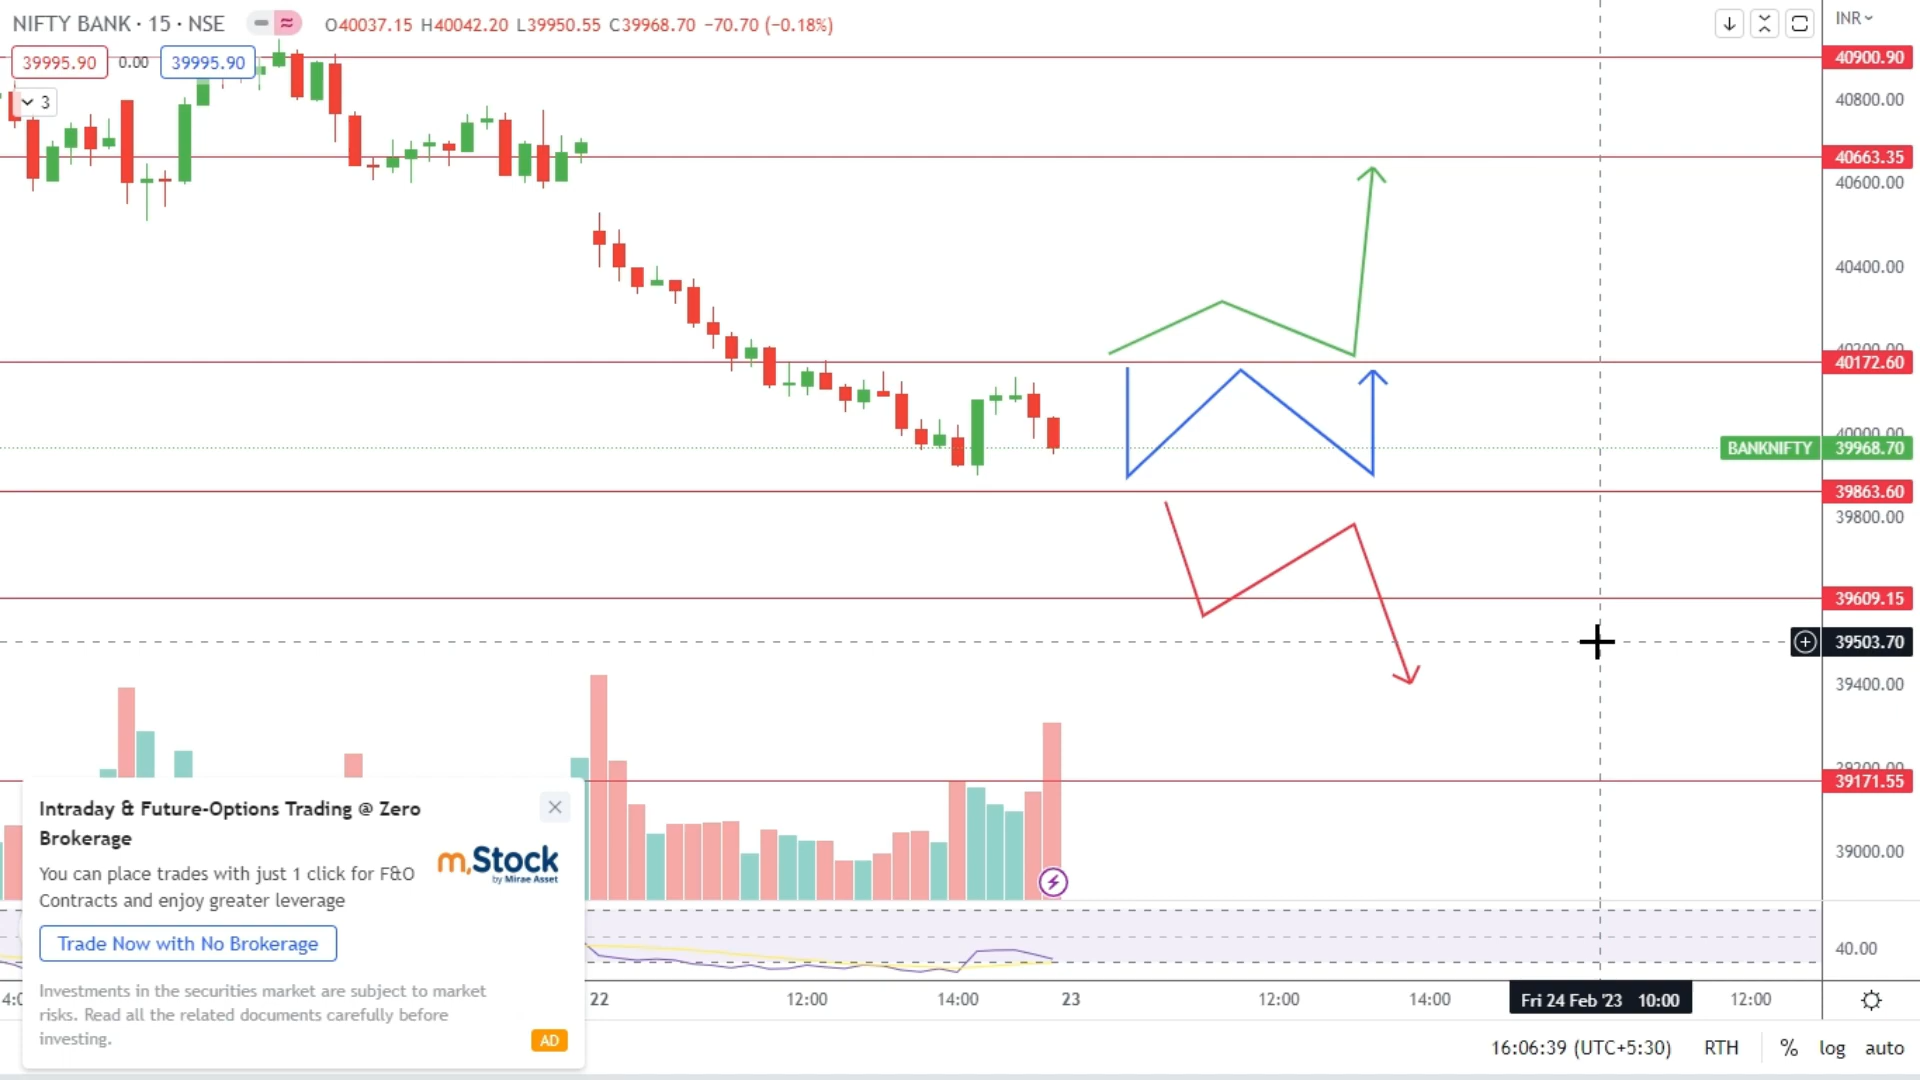 NIFTY BANK · 15 · NSE O40037.15 H40042.20 L39950.55 C39968.70 −70.70 (−0.18%)
INR
39995.90 0.00 39995.90
3
40900.90
40800.00
40663.35
40600.00
40400.00
40172.60
40000.00
BANKNIFTY 39968.70
39863.60
39800.00
39609.15
39503.70
39400.00
39171.55
39000.00
40.00
Intraday & Future-Options Trading @ Zero
Brokerage
You can place trades with just 1 click for F&O
Contracts and enjoy greater leverage
m.Stock
by Mirae Asset
Trade Now with No Brokerage
Investments in the securities market are subject to market
risks. Read all the related documents carefully before
investing.
AD
22 12:00 14:00 23 12:00 14:00 Fri 24 Feb '23 10:00 12:00
16:06:39 (UTC+5:30) RTH % log auto